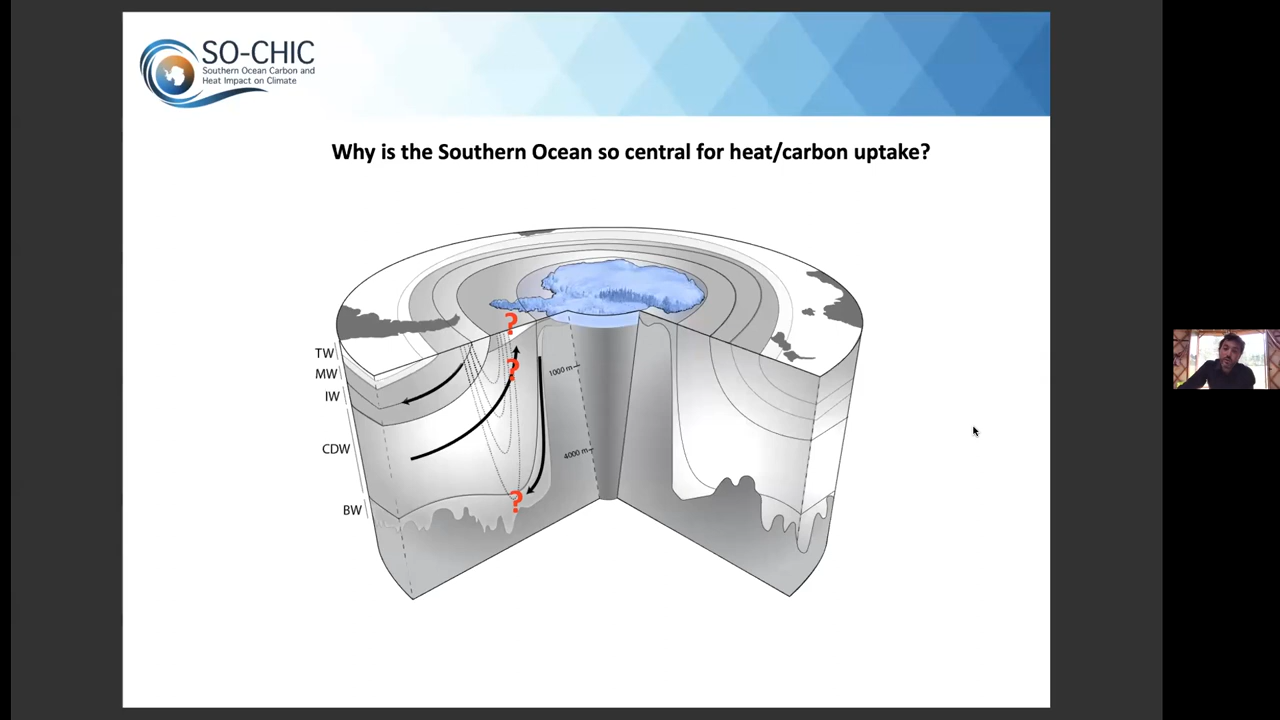 SO-CHIC
Southern Ocean Carbon and
Heat Impact on Climate
Why is the Southern Ocean so central for heat/carbon uptake?
?
TW
?
1000 m
MW
IW
CDW
4000 m
?
BW